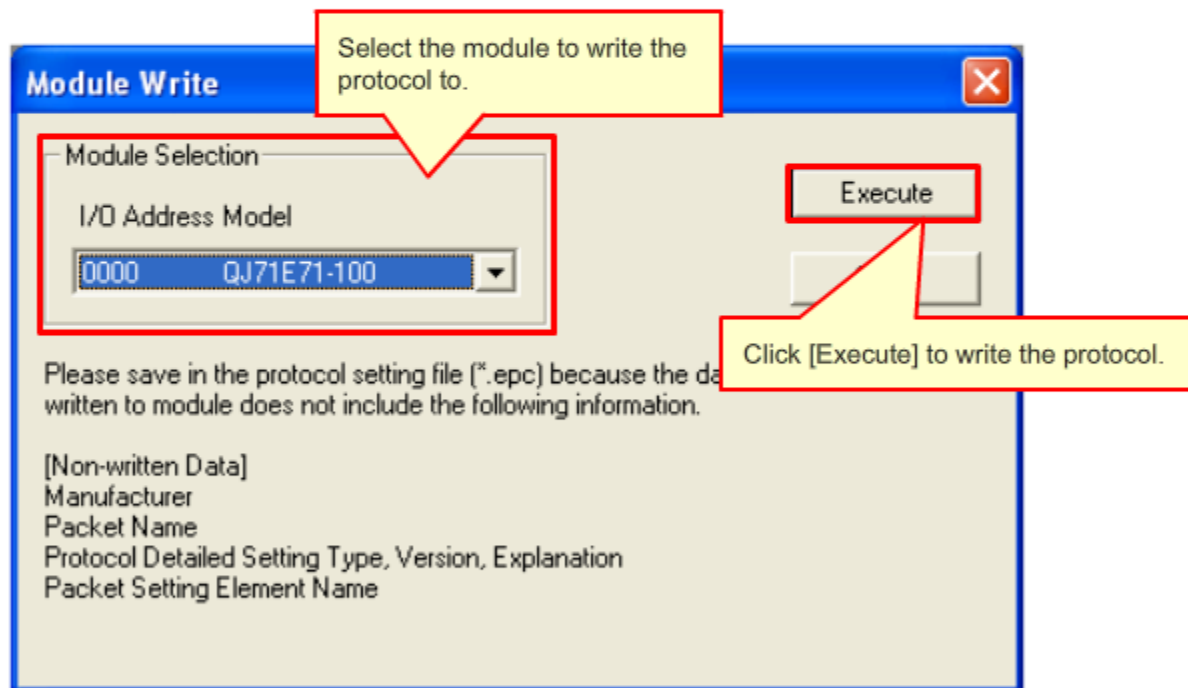 Select the module to write the
protocol to.
Module Write
Module Selection
I/O Address Model
0000 QJ71E71-100
Execute
Click [Execute] to write the protocol.
Please save in the protocol setting file (*.epc) because the
written to module does not include the following information.
[Non-written Data]
Manufacturer
Packet Name
Protocol Detailed Setting Type, Version, Explanation
Packet Setting Element Name